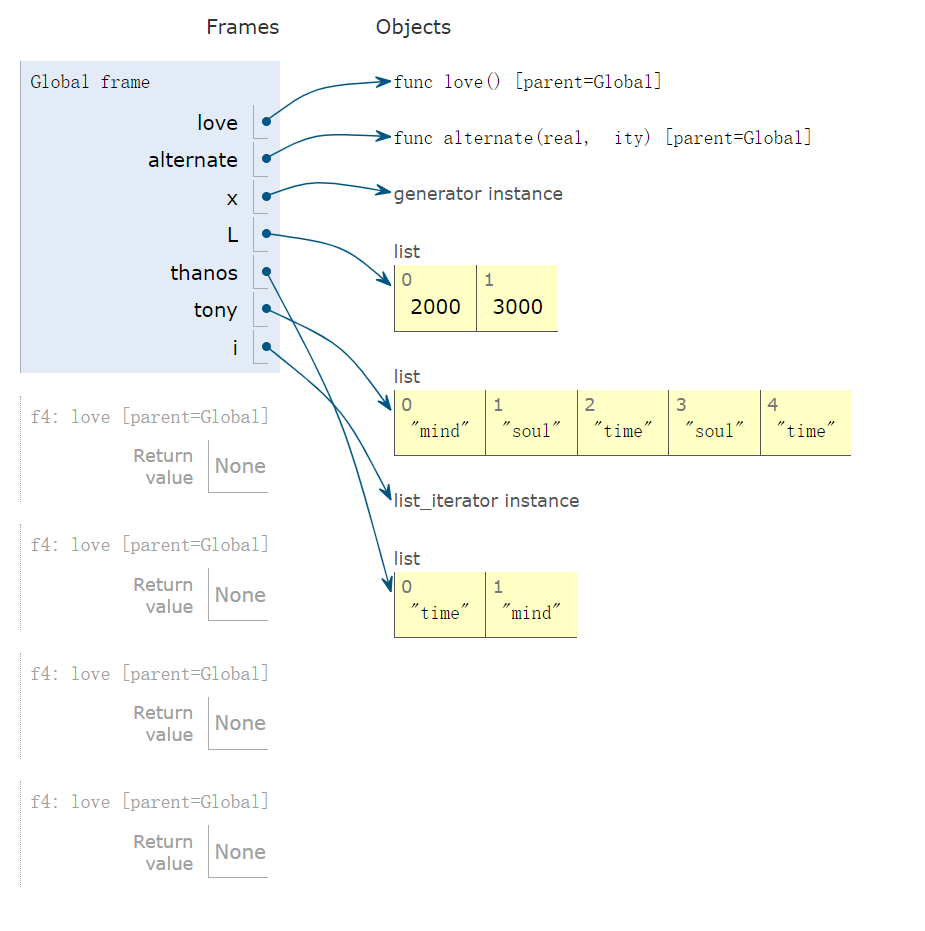 Frames Objects
Global frame
love
alternate
x
L
thanos
tony
i
func love() [parent=Global]
func alternate(real, ity) [parent=Global]
generator instance
list
0 1
2000 3000
list
0 1 2 3 4
"mind" "soul" "time" "soul" "time"
list_iterator instance
list
0 1
"time" "mind"
f4: love [parent=Global]
Return
value None
f4: love [parent=Global]
Return
value None
f4: love [parent=Global]
Return
value None
f4: love [parent=Global]
Return
value None